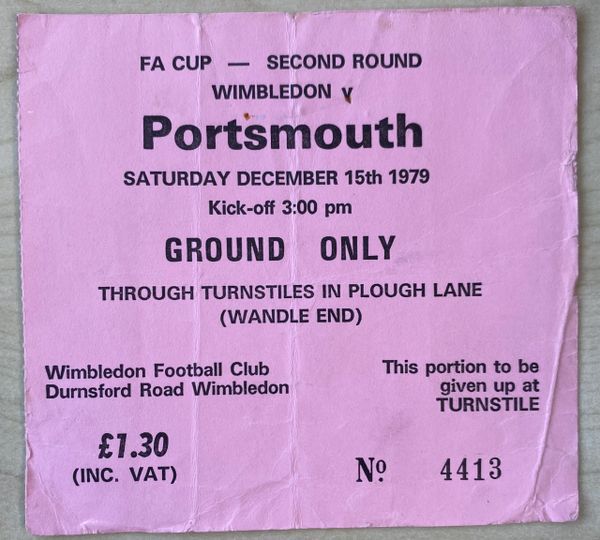 FA CUP — SECOND ROUND
WIMBLEDON v
Portsmouth
SATURDAY DECEMBER 15th 1979
Kick-off 3:00 pm
GROUND ONLY
THROUGH TURNSTILES IN PLOUGH LANE
(WANDLE END)
Wimbledon Football Club
Durnsford Road Wimbledon
This portion to be
given up at
TURNSTILE
£1.30
(INC. VAT)
Nº 4413